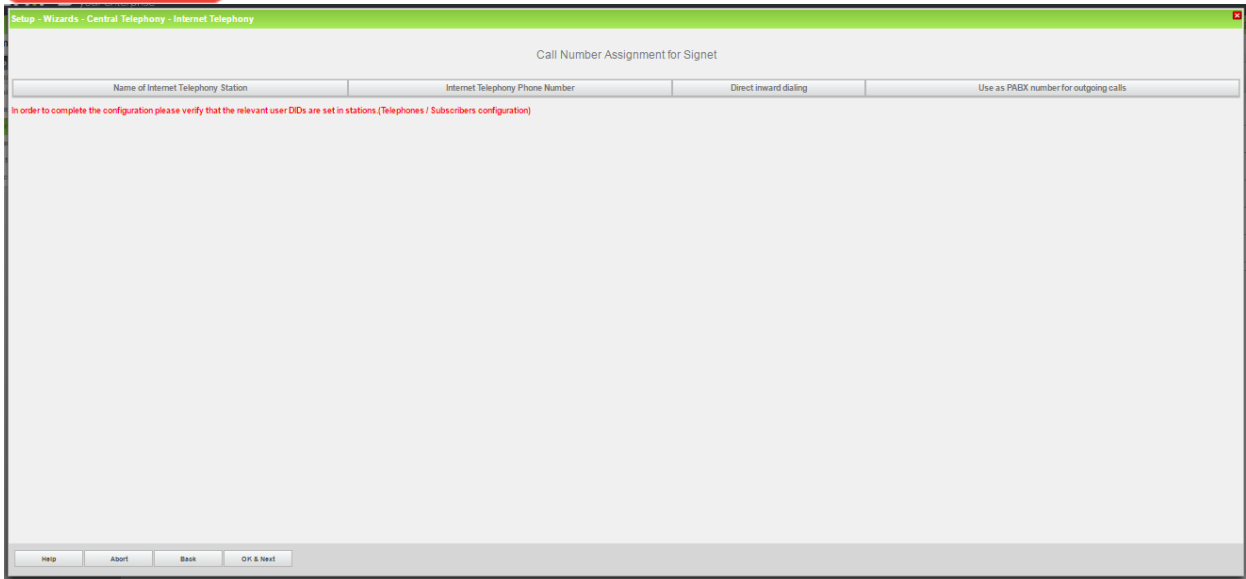 your enterprise
Setup - Wizards - Central Telephony - Internet Telephony
Call Number Assignment for Signet
Name of Internet Telephony Station Internet Telephony Phone Number Direct inward dialing Use as PABX number for outgoing calls
In order to complete the configuration please verify that the relevant user DIDs are set in stations.(Telephones / Subscribers configuration)
Help Abort Back OK & Next